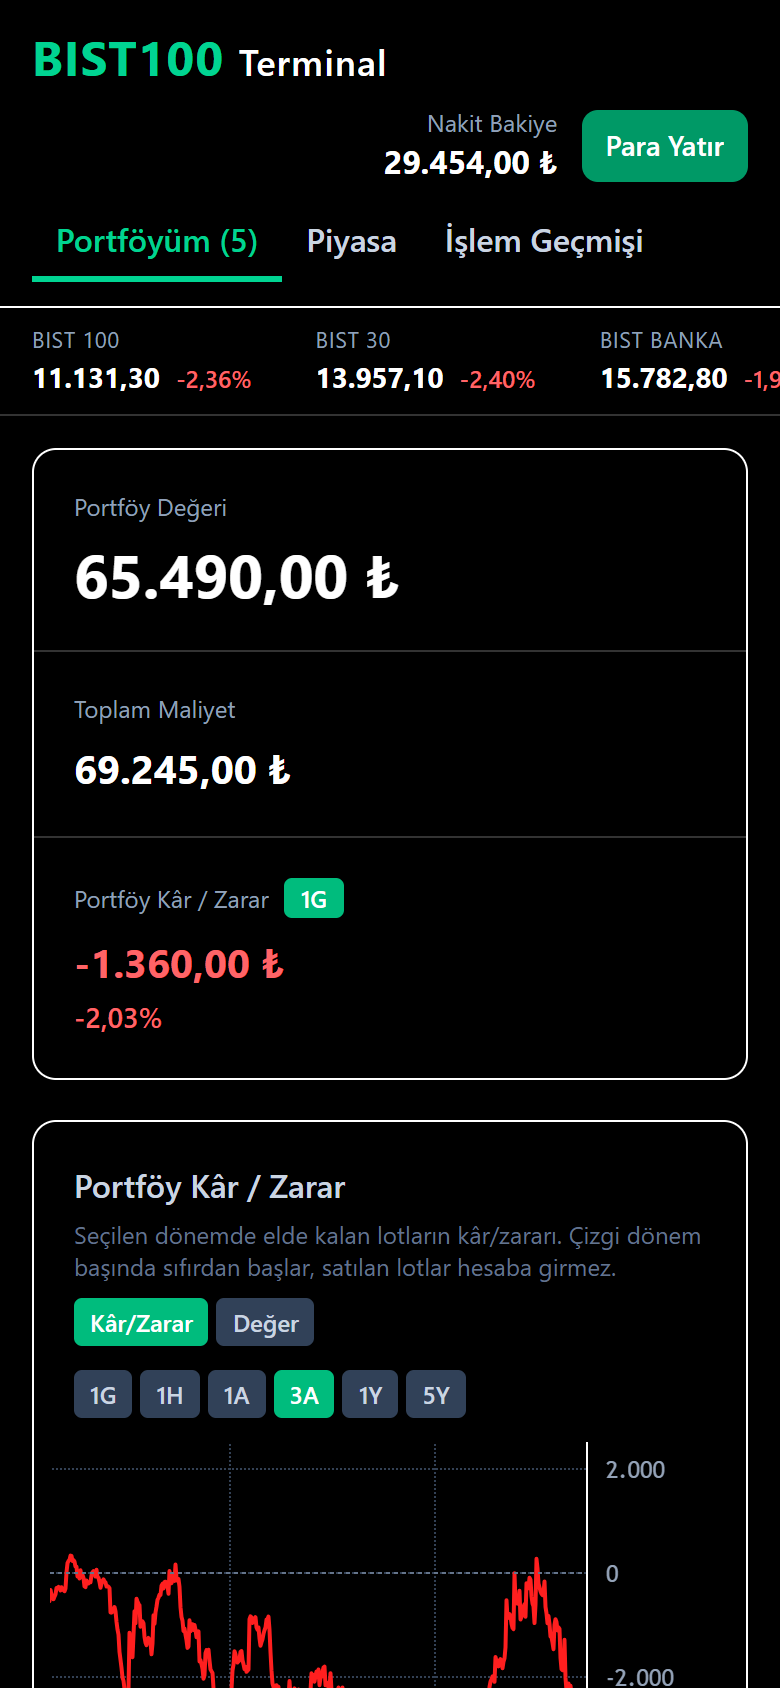 BIST100 Terminal
Nakit Bakiye
29.454,00 ₺
Para Yatır
Portföyüm (5) Piyasa İşlem Geçmişi
BIST 100 BIST 30 BIST BANKA
11.131,30 -2,36% 13.957,10 -2,40% 15.782,80 -1,9
Portföy Değeri
65.490,00 ₺
Toplam Maliyet
69.245,00 ₺
Portföy Kâr / Zarar 1G
-1.360,00 ₺
-2,03%
Portföy Kâr / Zarar
Seçilen dönemde elde kalan lotların kâr/zararı. Çizgi dönem
başında sıfırdan başlar, satılan lotlar hesaba girmez.
Kâr/Zarar Değer
1G 1H 1A 3A 1Y 5Y
2.000
0
-2.000